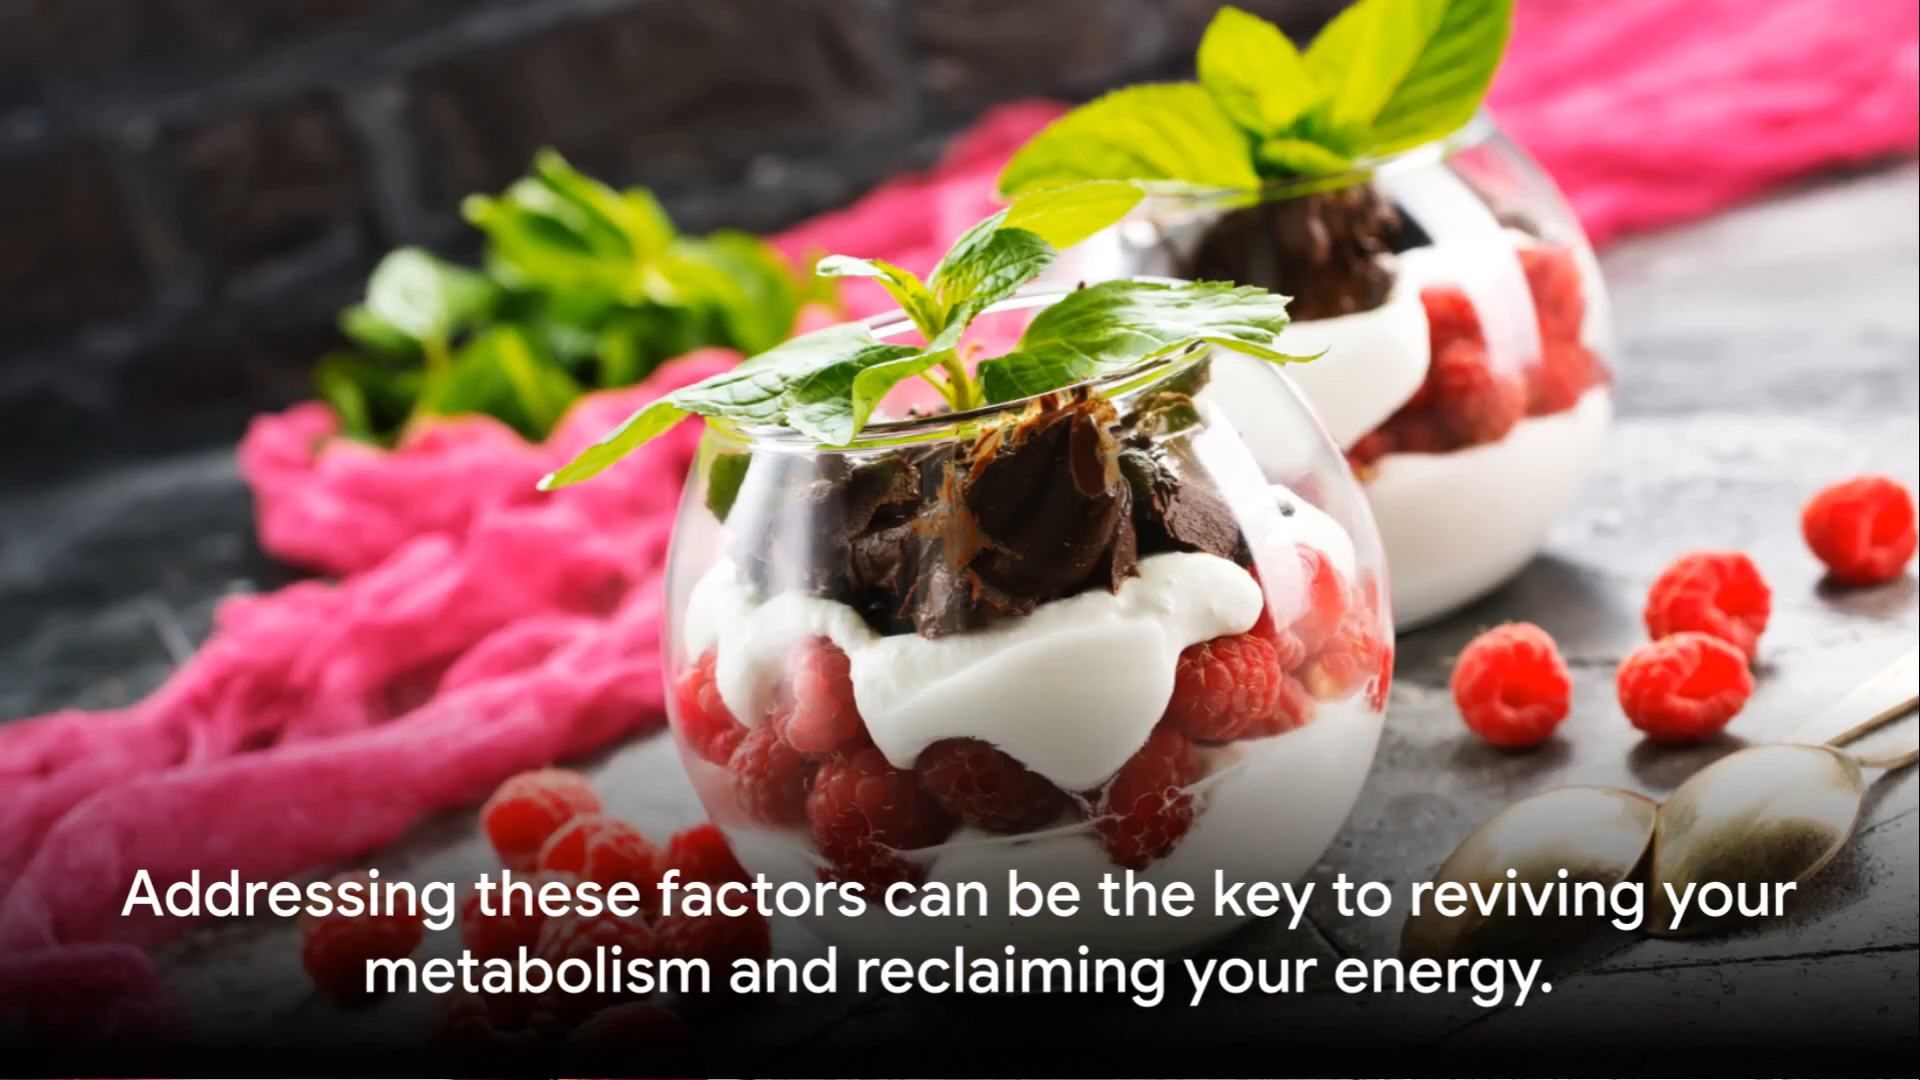 Addressing these factors can be the key to reviving your
metabolism and reclaiming your energy.